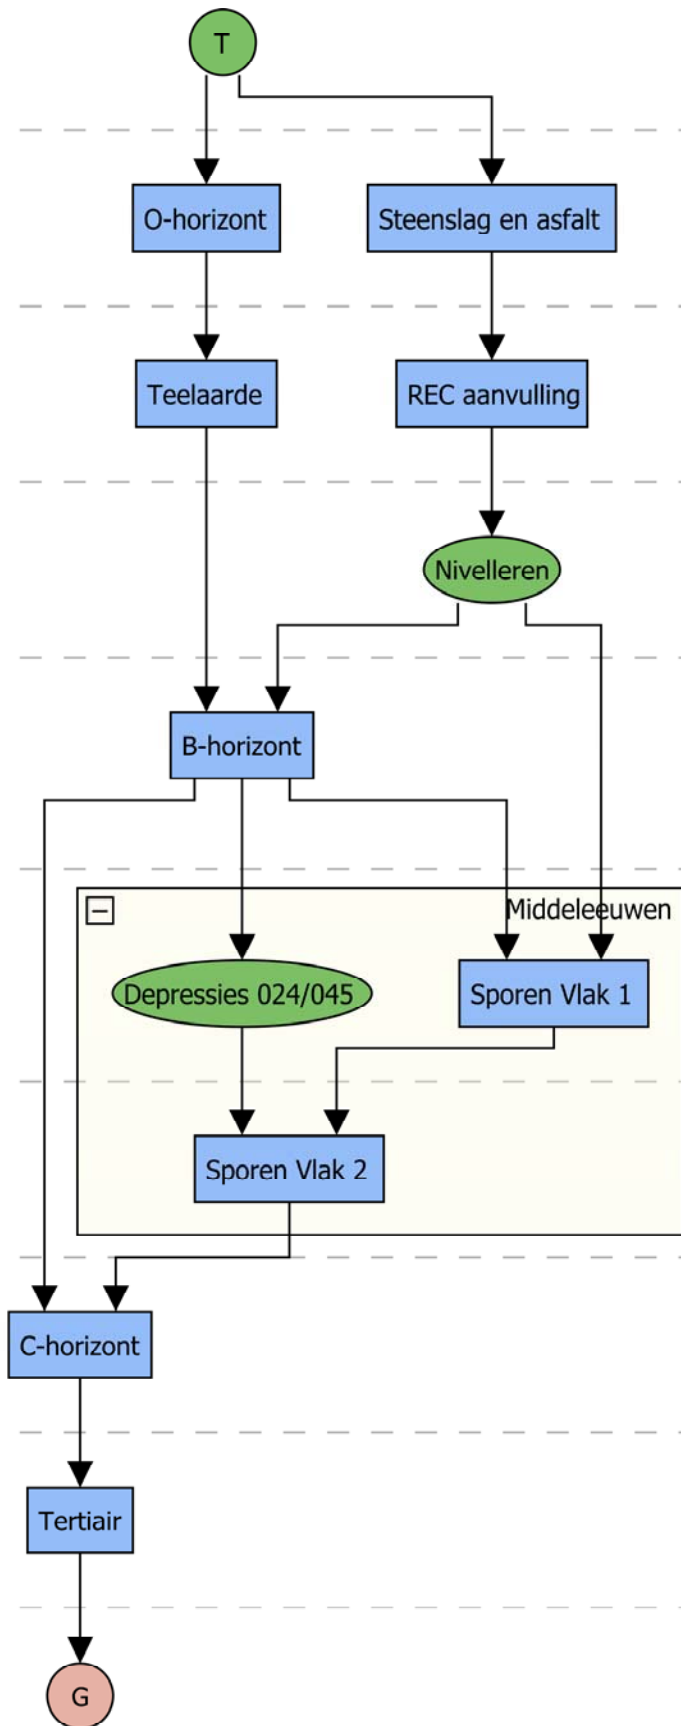 T
O-horizont
Steenslag en asfalt
Teelaarde
REC aanvulling
Nivelleren
B-horizont
Middeleeuwen
Depressies 024/045
Sporen Vlak 1
Sporen Vlak 2
C-horizont
Tertiair
G